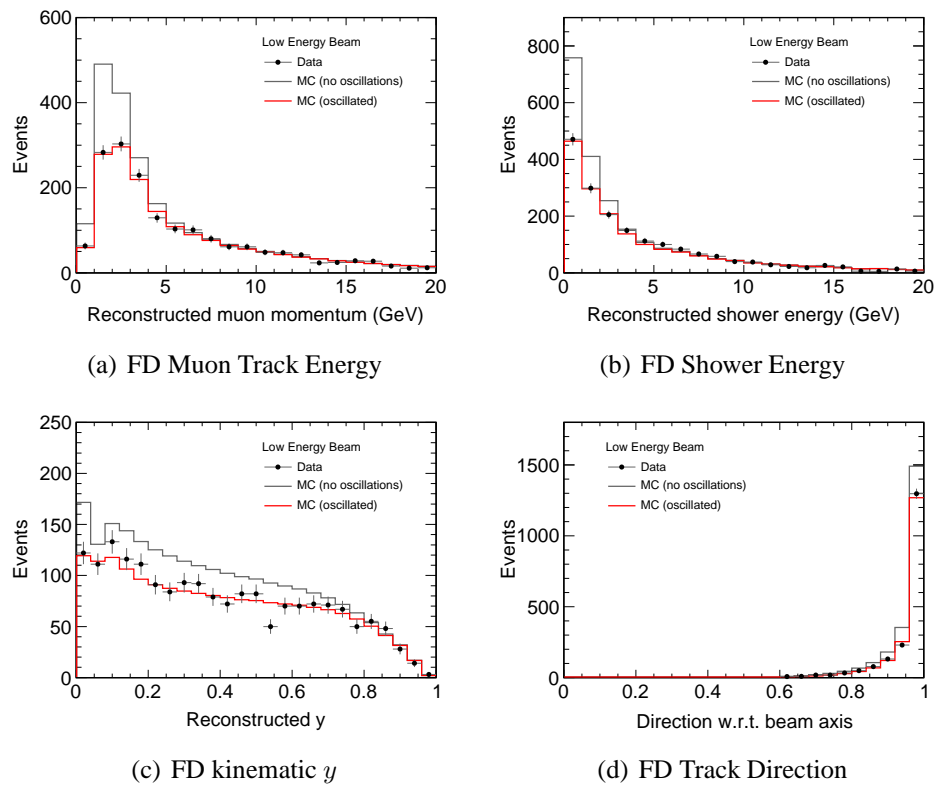 600
400
200
0
Events
Low Energy Beam
Data
MC (no oscillations)
MC (oscillated)
0 5 10 15 20
Reconstructed muon momentum (GeV)
(a) FD Muon Track Energy
800
600
400
200
0
Events
Low Energy Beam
Data
MC (no oscillations)
MC (oscillated)
0 5 10 15 20
Reconstructed shower energy (GeV)
(b) FD Shower Energy
250
200
150
100
50
0
Events
Low Energy Beam
Data
MC (no oscillations)
MC (oscillated)
0 0.2 0.4 0.6 0.8 1
Reconstructed y
(c) FD kinematic y
1500
1000
500
0
Events
Low Energy Beam
Data
MC (no oscillations)
MC (oscillated)
0 0.2 0.4 0.6 0.8 1
Direction w.r.t. beam axis
(d) FD Track Direction